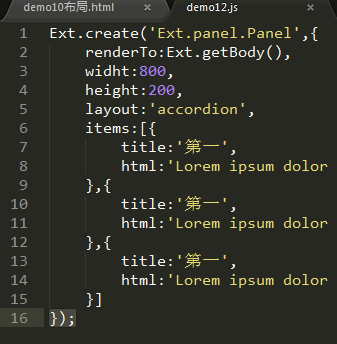 demo10布局.html × demo12.js ×
1 Ext.create('Ext.panel.Panel',{
2 renderTo:Ext.getBody(),
3 widht:800,
4 height:200,
5 layout:'accordion',
6 items:[{
7 title:'第一',
8 html:'Lorem ipsum dolor
9 },{
10 title:'第一',
11 html:'Lorem ipsum dolor
12 },{
13 title:'第一',
14 html:'Lorem ipsum dolor
15 }]
16 });